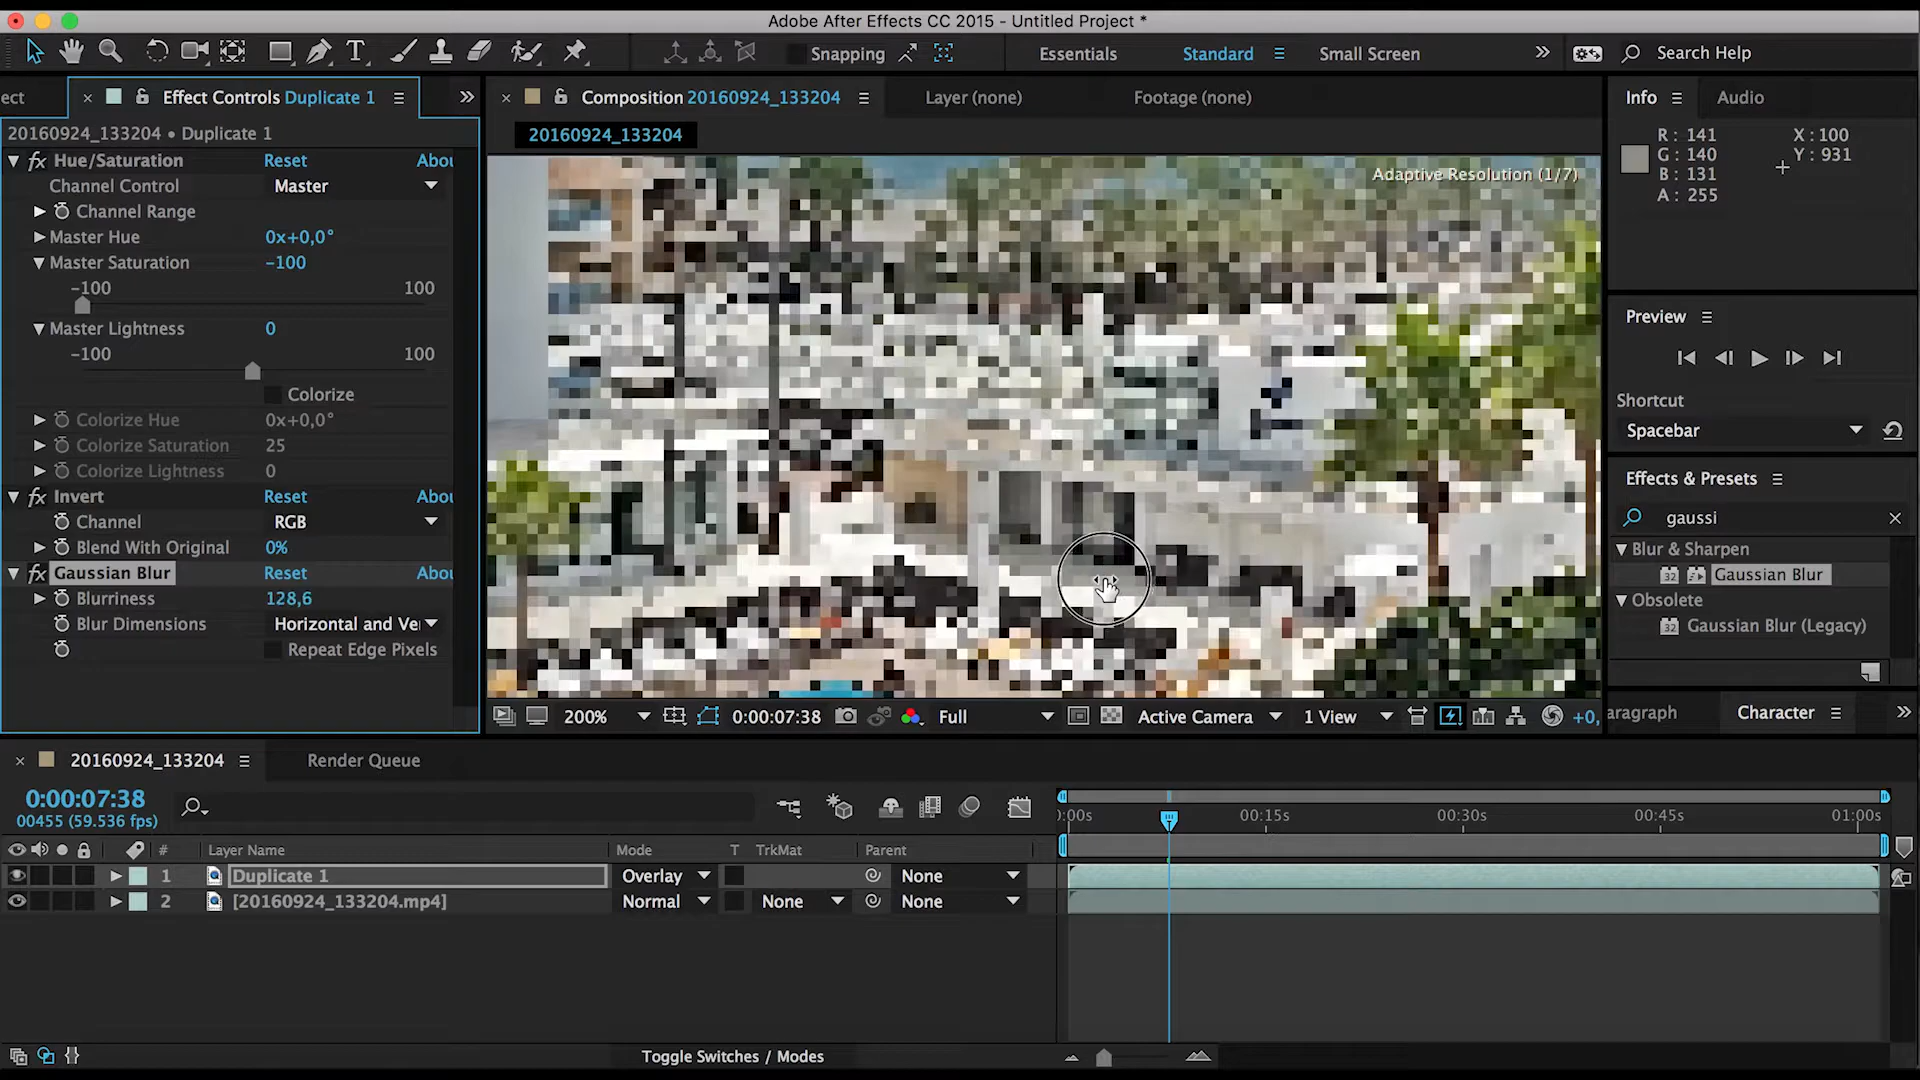 Adobe After Effects CC 2015 - Untitled Project *
Snapping
Essentials
Standard
Small Screen
Search Help
ect
Effect Controls Duplicate 1
20160924_133204 • Duplicate 1
Hue/Saturation Reset Abou
Channel Control Master
Channel Range
Master Hue 0x+0,0°
Master Saturation -100
-100 100
Master Lightness 0
-100 100
Colorize
Colorize Hue 0x+0,0°
Colorize Saturation 25
Colorize Lightness 0
Invert Reset Abou
Channel RGB
Blend With Original 0%
Gaussian Blur Reset Abou
Blurriness 128,6
Blur Dimensions Horizontal and Ve
Repeat Edge Pixels
Composition 20160924_133204
Layer (none)
Footage (none)
20160924_133204
Adaptive Resolution (1/7)
200%
0:00:07:38
Full
Active Camera
1 View
+0,
Info
Audio
R : 141 X : 100
G : 140 Y : 931
B : 131
A : 255
Preview
Shortcut
Spacebar
Effects & Presets
gaussi
Blur & Sharpen
32 Gaussian Blur
Obsolete
32 Gaussian Blur (Legacy)
aragraph
Character
20160924_133204
Render Queue
0:00:07:38
00455 (59.536 fps)
:00s 00:15s 00:30s 00:45s 01:00s
# Layer Name Mode T TrkMat Parent
1 Duplicate 1 Overlay None
2 [20160924_133204.mp4] Normal None None
Toggle Switches / Modes